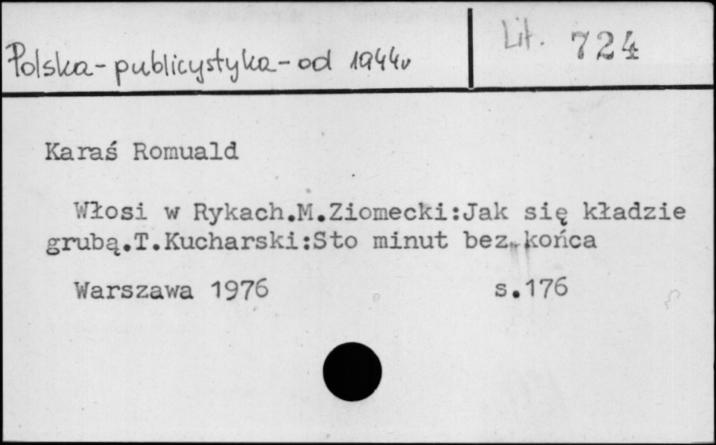 Polska-publicystyka-od 1944r
Lit. 724
Karaś Romuald
Włosi w Rykach.M.Ziomecki:Jak się kładzie
grubą.T.Kucharski:Sto minut bez końca
Warszawa 1976 s.176